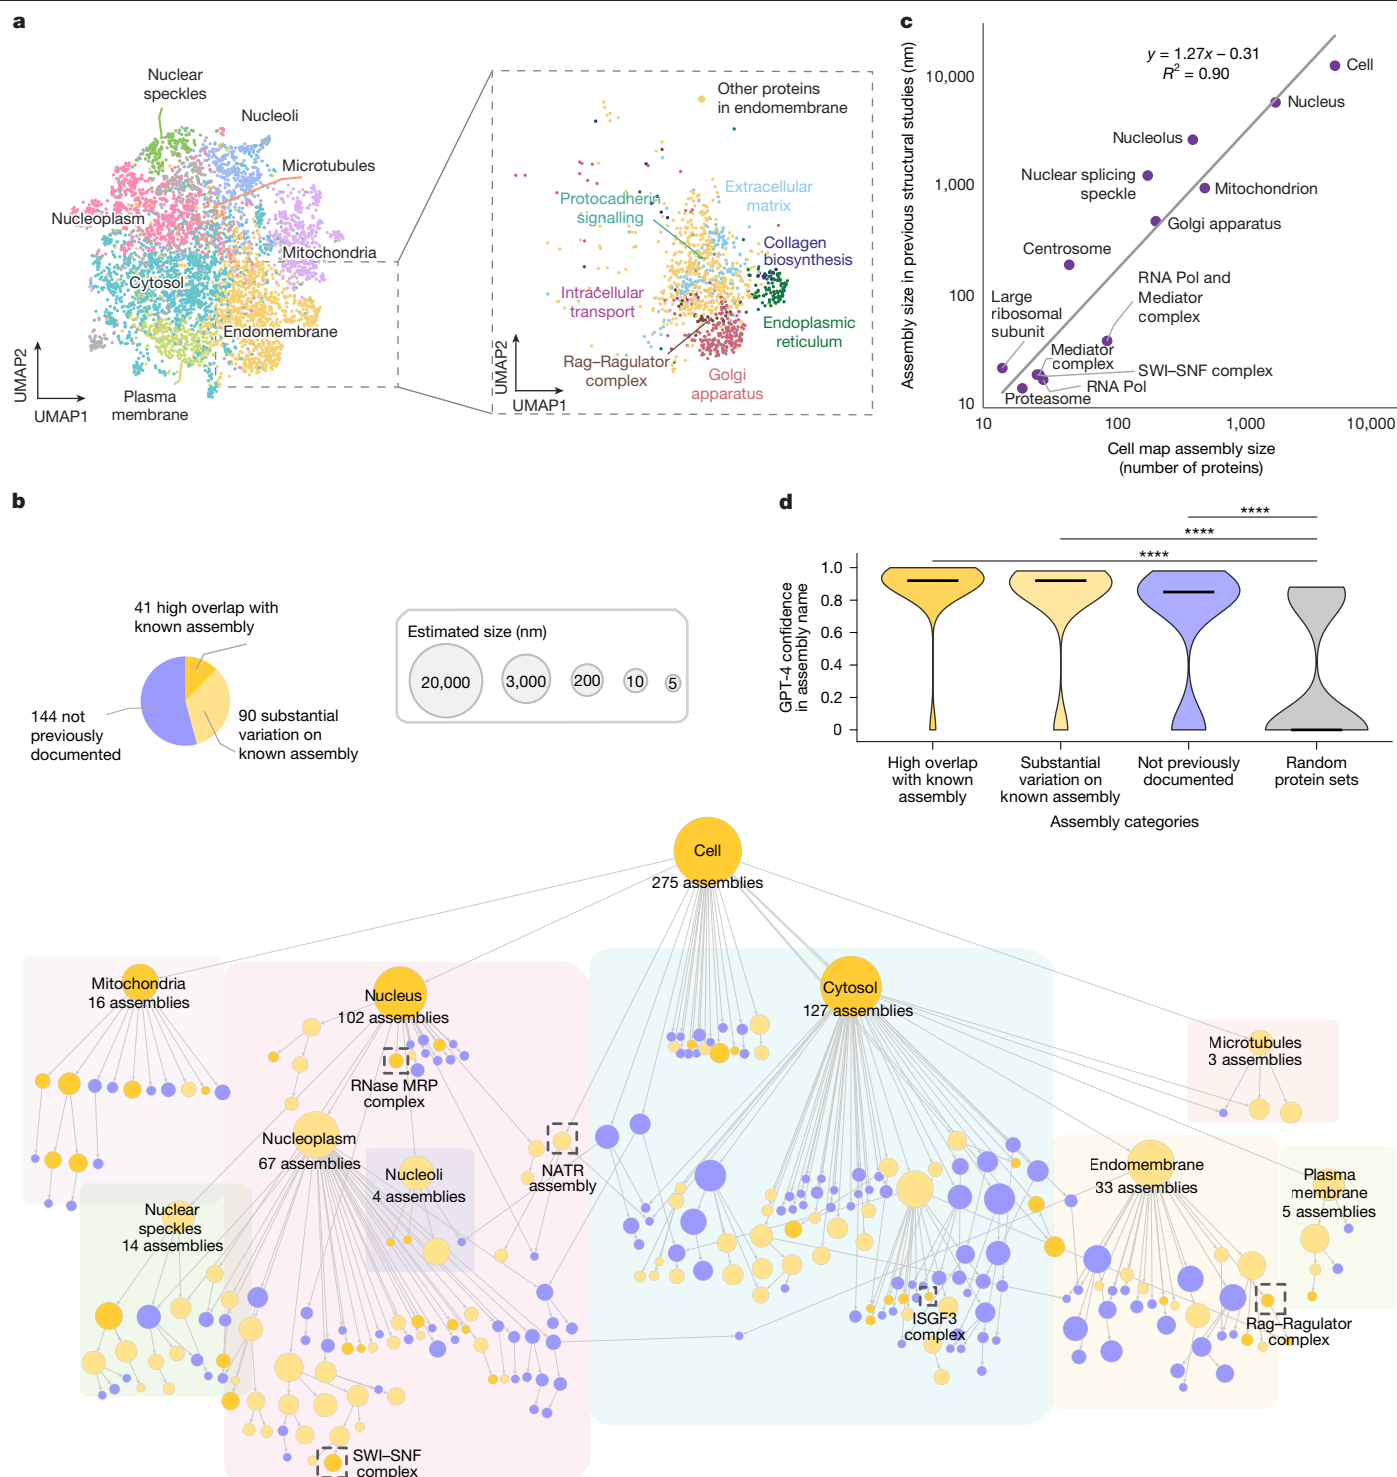 a
Nuclear
speckles
Nucleoli
Microtubules
Nucleoplasm
Mitochondria
Cytosol
Endomembrane
Plasma
membrane
UMAP2
UMAP1
Other proteins
in endomembrane
Protocadherin
signalling
Extracellular
matrix
Collagen
biosynthesis
Intracellular
transport
Endoplasmic
reticulum
Rag–Ragulator
complex
Golgi
apparatus
UMAP2
UMAP1
c
Assembly size in previous structural studies (nm)
10,000
1,000
100
10
y = 1.27x – 0.31
R² = 0.90
Cell
Nucleus
Nucleolus
Nuclear splicing
speckle
Mitochondrion
Golgi apparatus
Centrosome
RNA Pol and
Mediator
complex
Large
ribosomal
subunit
Mediator
complex
SWI–SNF complex
RNA Pol
Proteasome
10
100
1,000
10,000
Cell map assembly size
(number of proteins)
b
41 high overlap with
known assembly
144 not
previously
documented
90 substantial
variation on
known assembly
Estimated size (nm)
20,000
3,000
200
10
5
d
****
****
****
GPT-4 confidence
in assembly name
1.0
0.8
0.6
0.4
0.2
0
High overlap
with known
assembly
Substantial
variation on
known assembly
Not previously
documented
Random
protein sets
Assembly categories
Cell
275 assemblies
Mitochondria
16 assemblies
Nucleus
102 assemblies
RNase MRP
complex
Cytosol
127 assemblies
Microtubules
3 assemblies
Nucleoplasm
67 assemblies
Nucleoli
4 assemblies
NATR
assembly
Endomembrane
33 assemblies
Plasma
membrane
5 assemblies
Nuclear
speckles
14 assemblies
ISGF3
complex
Rag–Ragulator
complex
SWI–SNF
complex